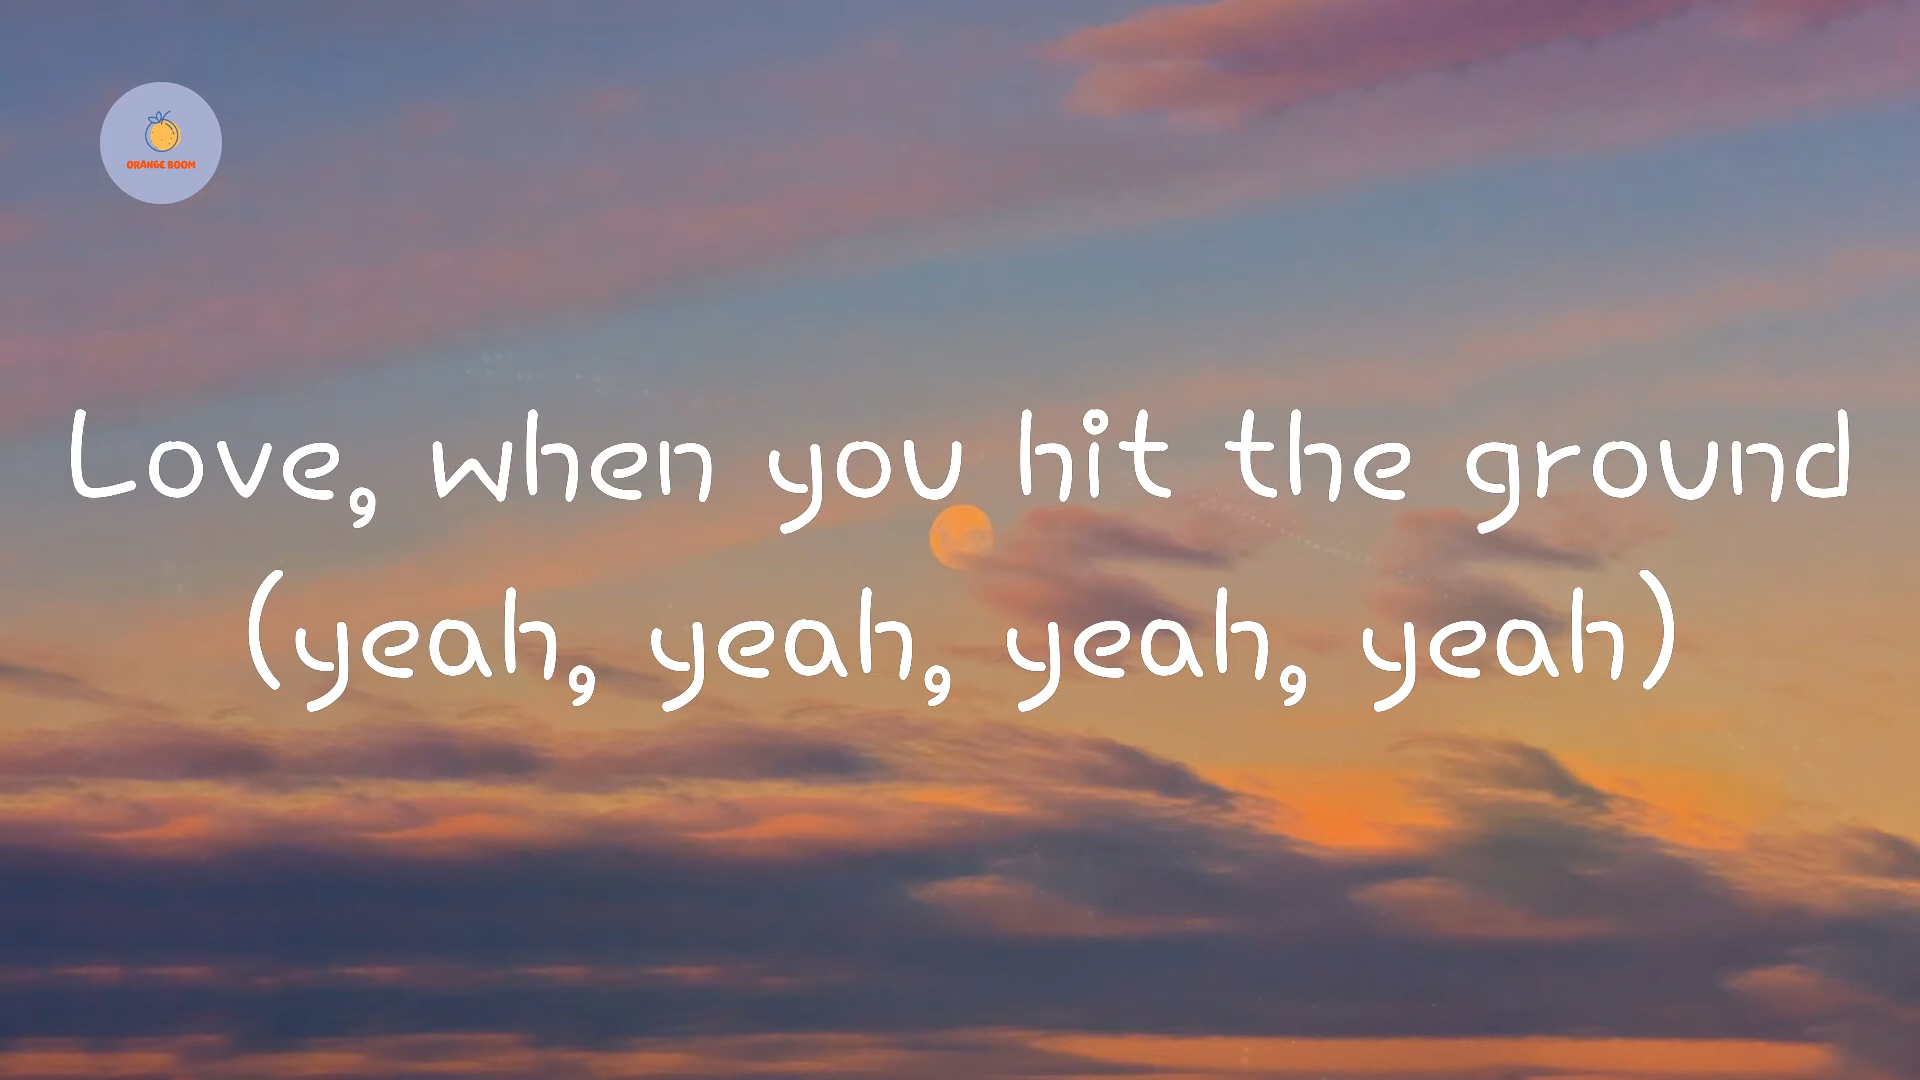 ORANGE BOOM
Love, when you hit the ground
(yeah, yeah, yeah, yeah)